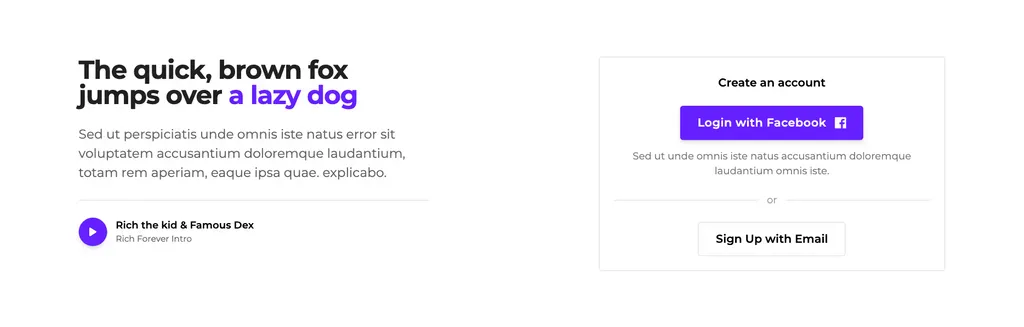 The quick, brown fox
jumps over a lazy dog
Sed ut perspiciatis unde omnis iste natus error sit
voluptatem accusantium doloremque laudantium,
totam rem aperiam, eaque ipsa quae. explicabo.
Rich the kid & Famous Dex
Rich Forever Intro
Create an account
Login with Facebook
Sed ut unde omnis iste natus accusantium doloremque
laudantium omnis iste.
or
Sign Up with Email